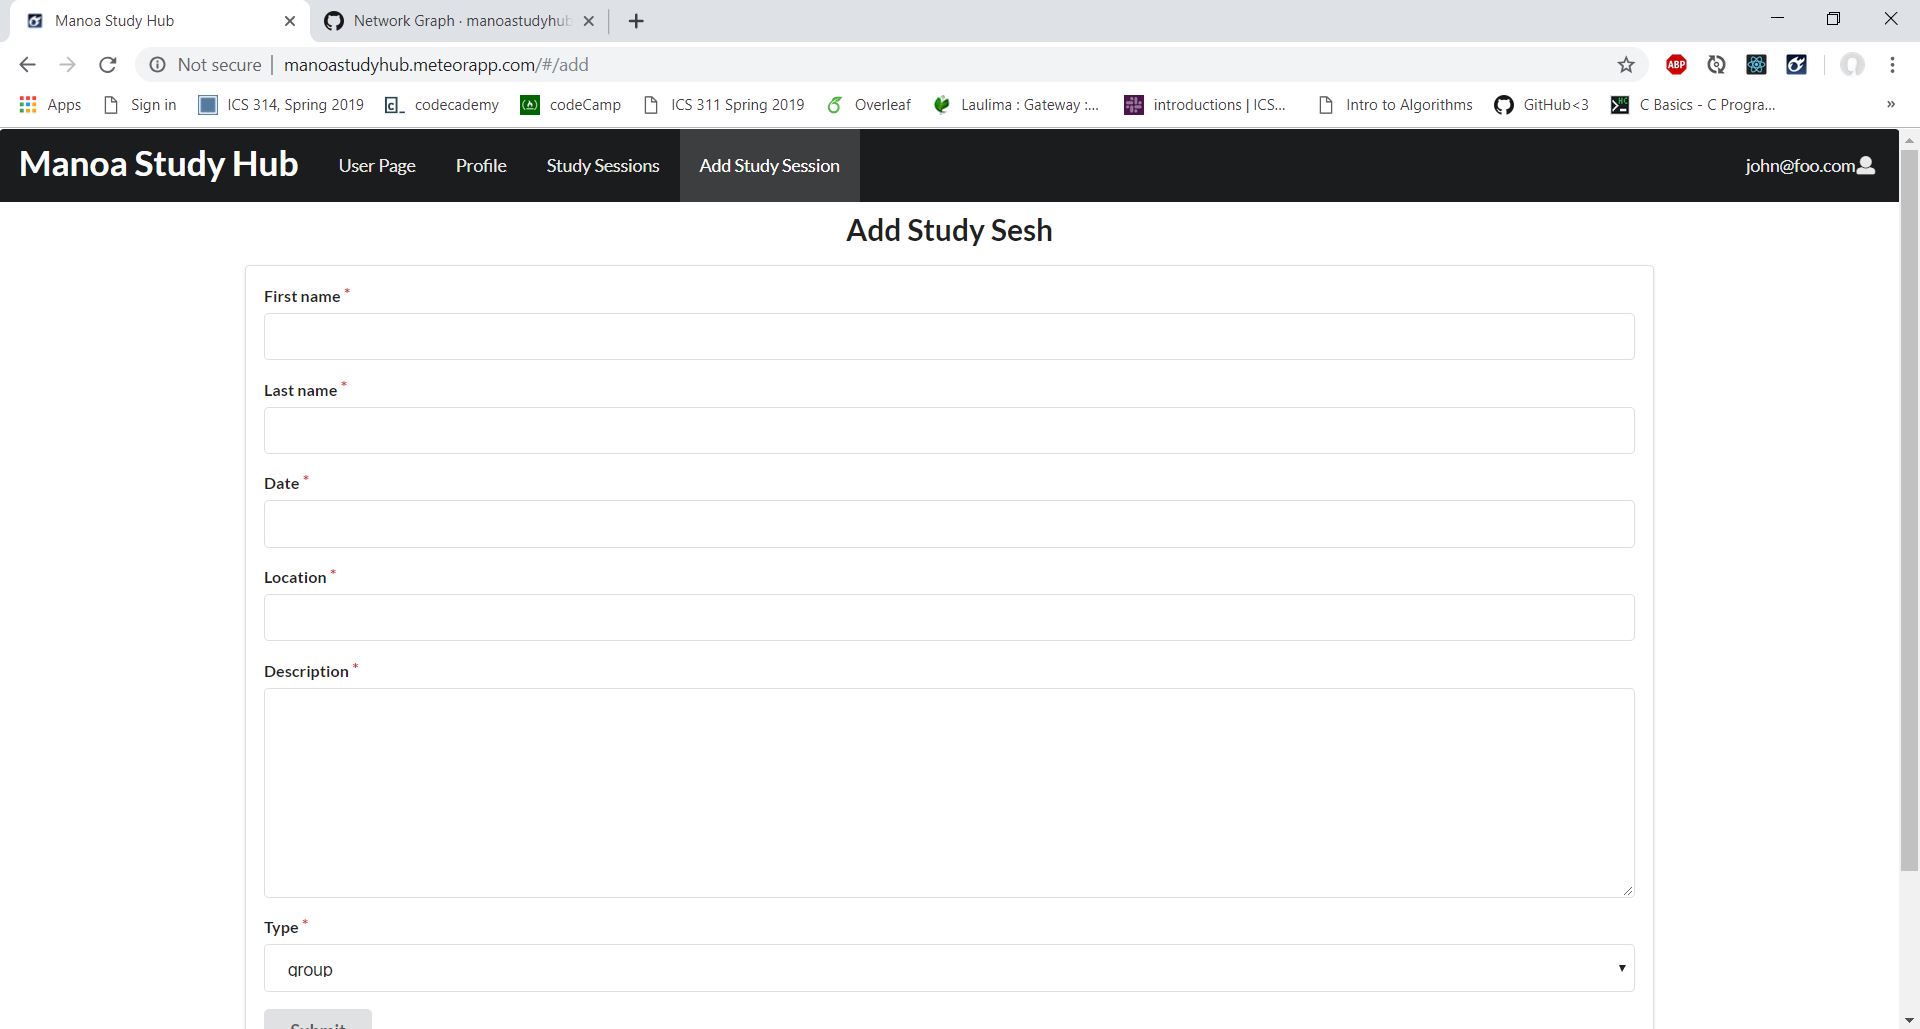 Manoa Study Hub
Network Graph · manoastudyhub
Not secure | manoastudyhub.meteorapp.com/#/add
ABP
Apps Sign in ICS 314, Spring 2019 codecademy codeCamp ICS 311 Spring 2019 Overleaf Laulima : Gateway :... introductions | ICS... Intro to Algorithms GitHub<3 C Basics - C Progra... »
Manoa Study Hub User Page Profile Study Sessions Add Study Session john@foo.com
Add Study Sesh
First name *
Last name *
Date *
Location *
Description *
Type *
group
Submit